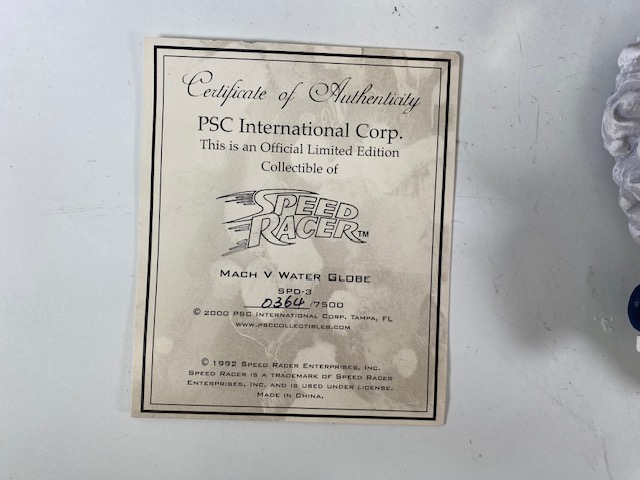 Certificate of Authenticity
PSC International Corp.
This is an Official Limited Edition
Collectible of
SPEED
RACER™
MACH V WATER GLOBE
SPD-3
0364/7500
© 2000 PSC INTERNATIONAL CORP. TAMPA, FL
WWW.PSCCOLLECTIBLES.COM
© 1992 SPEED RACER ENTERPRISES, INC.
SPEED RACER IS A TRADEMARK OF SPEED RACER
ENTERPRISES, INC. AND IS USED UNDER LICENSE.
MADE IN CHINA.